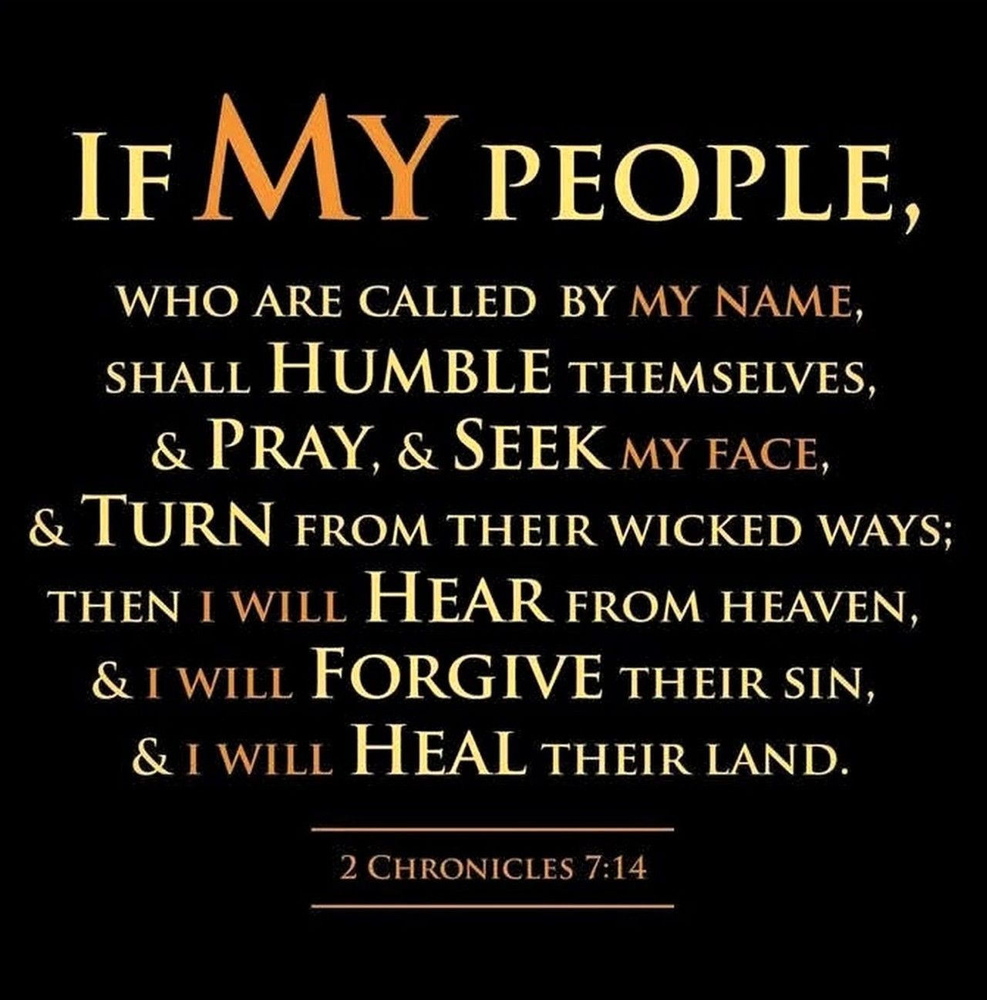 IF MY PEOPLE,
WHO ARE CALLED BY MY NAME,
SHALL HUMBLE THEMSELVES,
& PRAY, & SEEK MY FACE,
& TURN FROM THEIR WICKED WAYS;
THEN I WILL HEAR FROM HEAVEN,
& I WILL FORGIVE THEIR SIN,
& I WILL HEAL THEIR LAND.
2 CHRONICLES 7:14